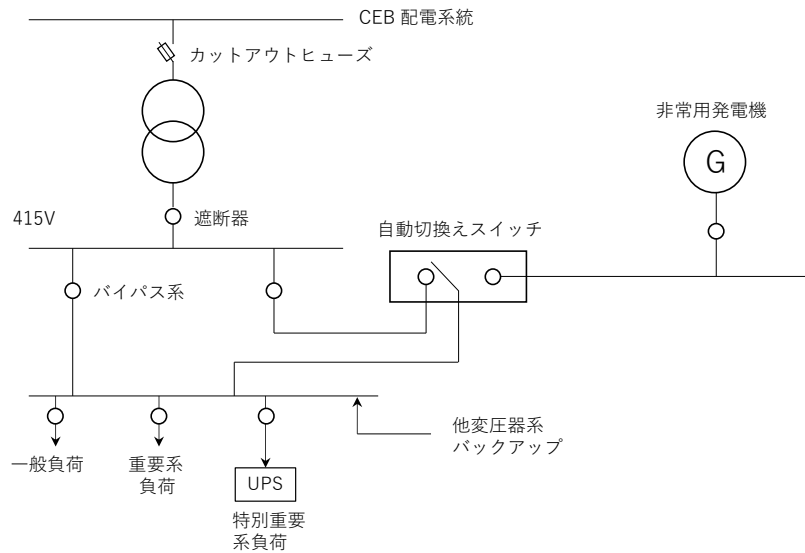 CEB 配電系統
カットアウトヒューズ
非常用発電機
G
415V
遮断器
自動切換えスイッチ
バイパス系
他変圧器系
バックアップ
一般負荷
重要系
負荷
UPS
特別重要
系負荷